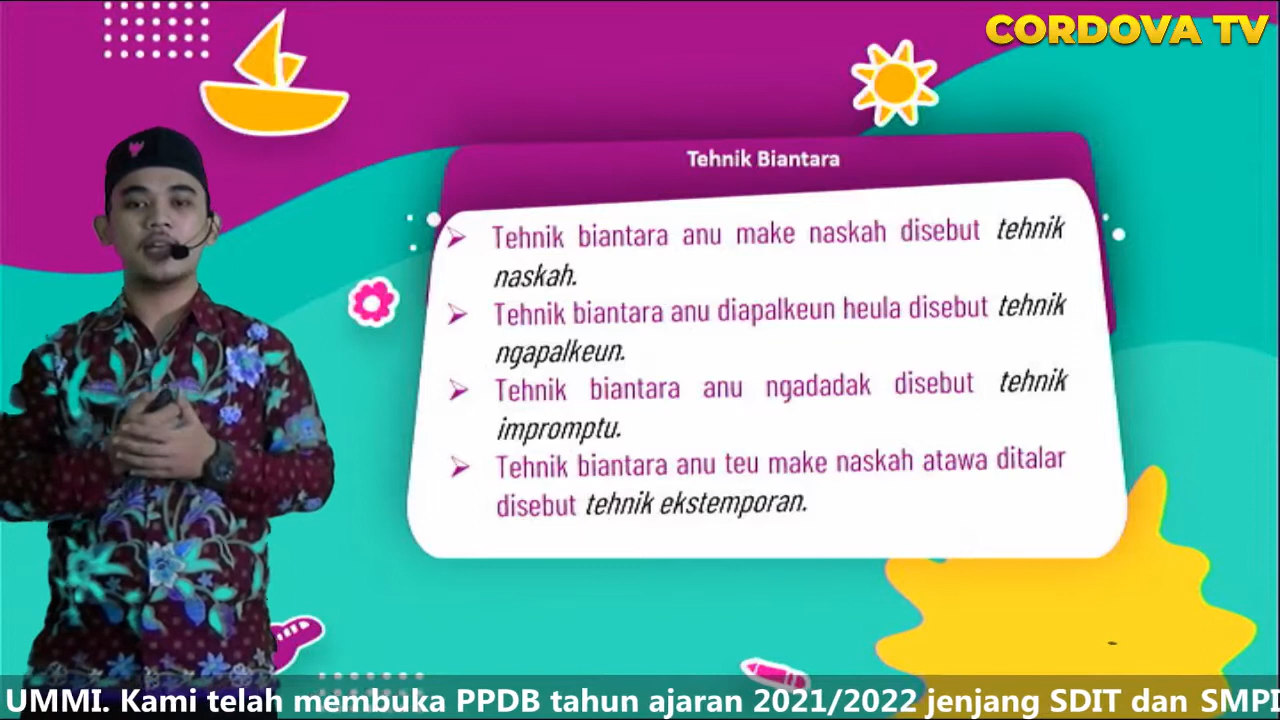 CORDOVA TV
Tehnik Biantara
➢ Tehnik biantara anu make naskah disebut tehnik
naskah.
➢ Tehnik biantara anu diapalkeun heula disebut tehnik
ngapalkeun.
➢ Tehnik biantara anu ngadadak disebut tehnik
impromptu.
➢ Tehnik biantara anu teu make naskah atawa ditalar
disebut tehnik ekstemporan.
UMMI. Kami telah membuka PPDB tahun ajaran 2021/2022 jenjang SDIT dan SMPI